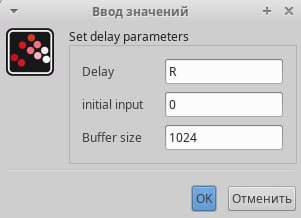 Ввод значений
Set delay parameters
Delay R
initial input 0
Buffer size 1024
OK Отменить